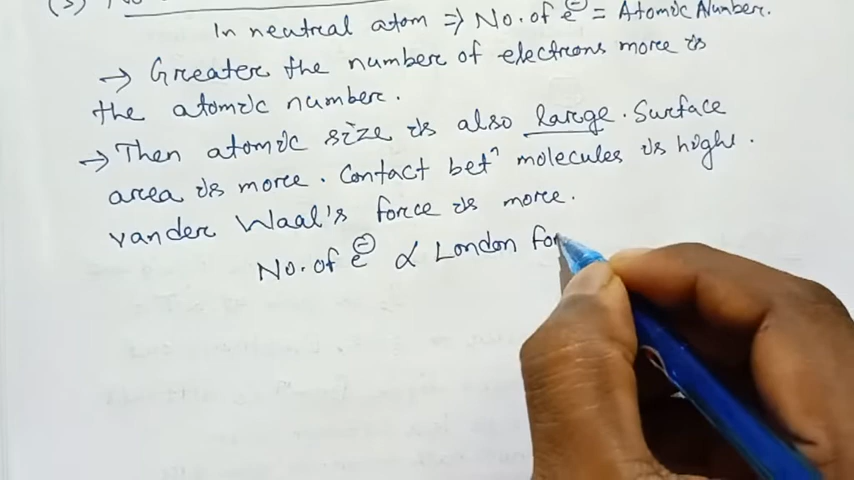 In neutral atom ⇒ No. of e⊖ = Atomic Number.
→ Greater the number of electrons more is
the atomic number.
→ Then atomic size is also large. Surface
area is more. Contact betⁿ molecules is high.
vander Waal's force is more.
No. of e⊖ ∝ London for